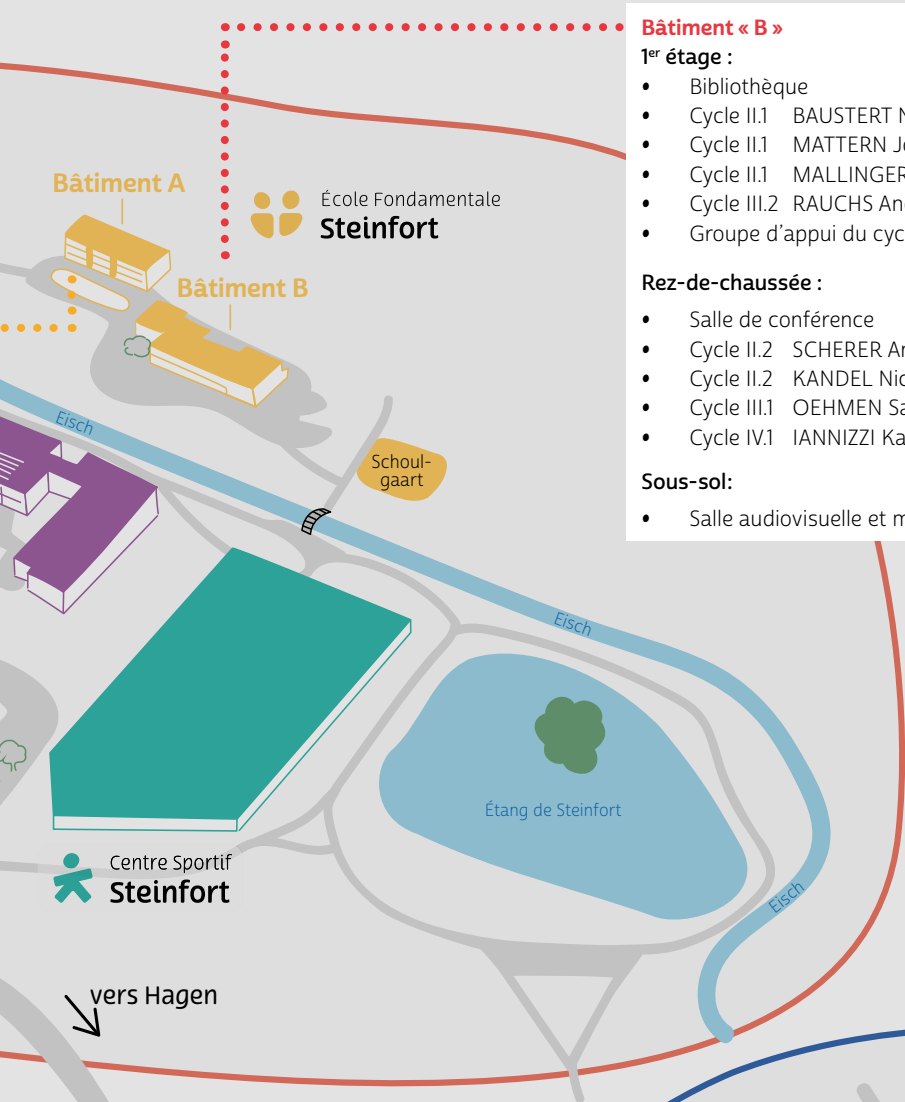 Bâtiment « B »
1er étage :
• Bibliothèque
• Cycle II.1 BAUSTERT
• Cycle II.1 MATTERN
• Cycle II.1 MALLINGER
• Cycle III.2 RAUCHS
• Groupe d’appui du
Rez-de-chaussée :
• Salle de conférence
• Cycle II.2 SCHERER
• Cycle II.2 KANDEL
• Cycle III.1 OEHMEN
• Cycle IV.1 IANNIZZI
Sous-sol:
• Salle audiovisuelle et
Bâtiment A
École Fondamentale
Steinfort
Bâtiment B
Eisch
Schoul-
gaart
Eisch
Étang de Steinfort
Centre Sportif
Steinfort
Eisch
vers Hagen